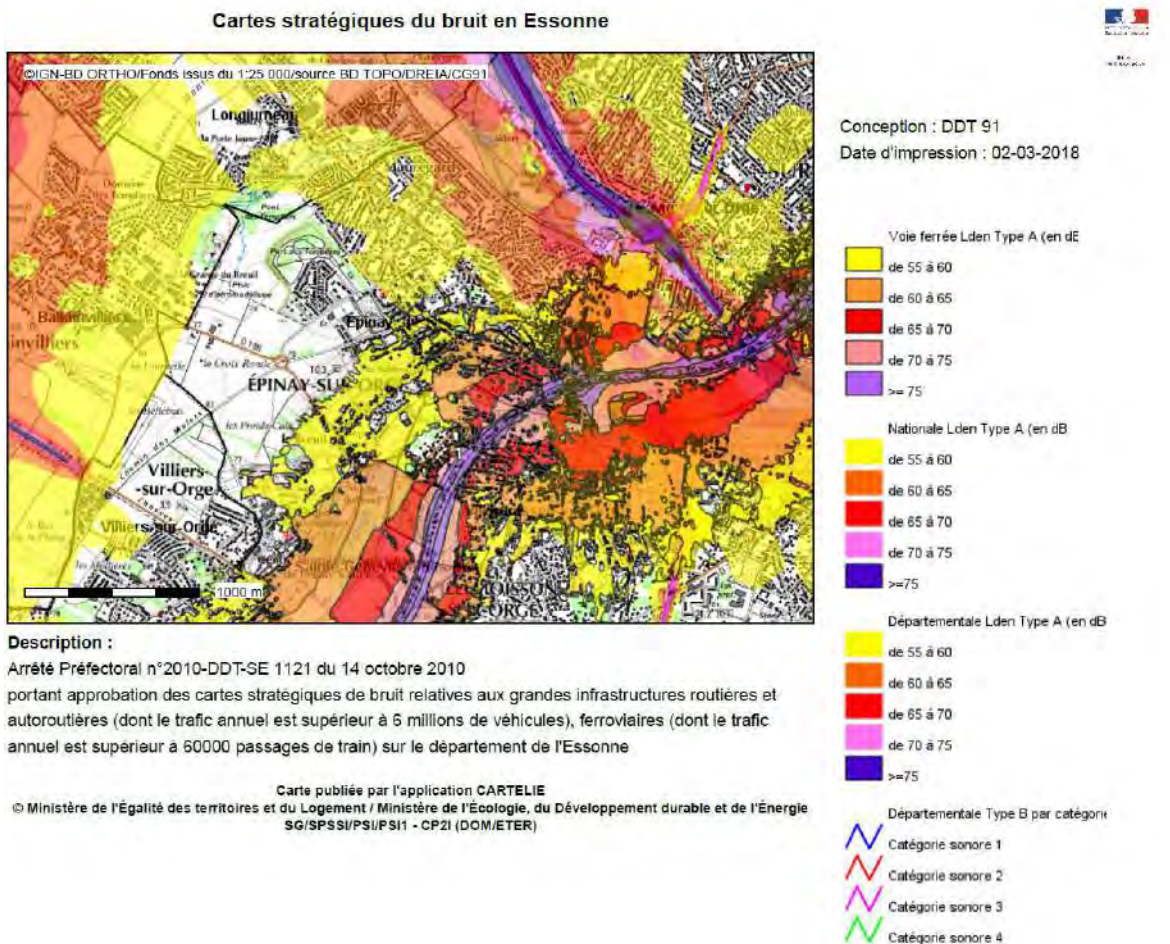 Cartes stratégiques du bruit en Essonne
©IGN-BD ORTHO/Fonds issus du 1:25 000/source BD TOPO/DREIA/CG91
Longjumeau
Balainvilliers
Epinay
ÉPINAY-SUR-ORGE
la Croix Ronde
Villiers-
-sur-Orge
Villiers-sur-Orge
Chemin des Mulets
1000 m
Conception : DDT 91
Date d'impression : 02-03-2018
Voie ferrée Lden Type A (en dE
de 55 à 60
de 60 à 65
de 65 à 70
de 70 à 75
>= 75
Nationale Lden Type A (en dB
de 55 à 60
de 60 à 65
de 65 à 70
de 70 à 75
>=75
Départementale Lden Type A (en dB
de 55 à 60
de 60 à 65
de 65 à 70
de 70 à 75
>=75
Départementale Type B par catégorie
Catégorie sonore 1
Catégorie sonore 2
Catégorie sonore 3
Catégorie sonore 4
Description :
Arrêté Préfectoral n°2010-DDT-SE 1121 du 14 octobre 2010
portant approbation des cartes stratégiques de bruit relatives aux grandes infrastructures routières et
autoroutières (dont le trafic annuel est supérieur à 6 millions de véhicules), ferroviaires (dont le trafic
annuel est supérieur à 60000 passages de train) sur le département de l'Essonne
Carte publiée par l'application CARTELIE
© Ministère de l'Égalité des territoires et du Logement / Ministère de l'Écologie, du Développement durable et de l'Énergie
SG/SPSSI/PSI/PSI1 - CP2I (DOM/ETER)